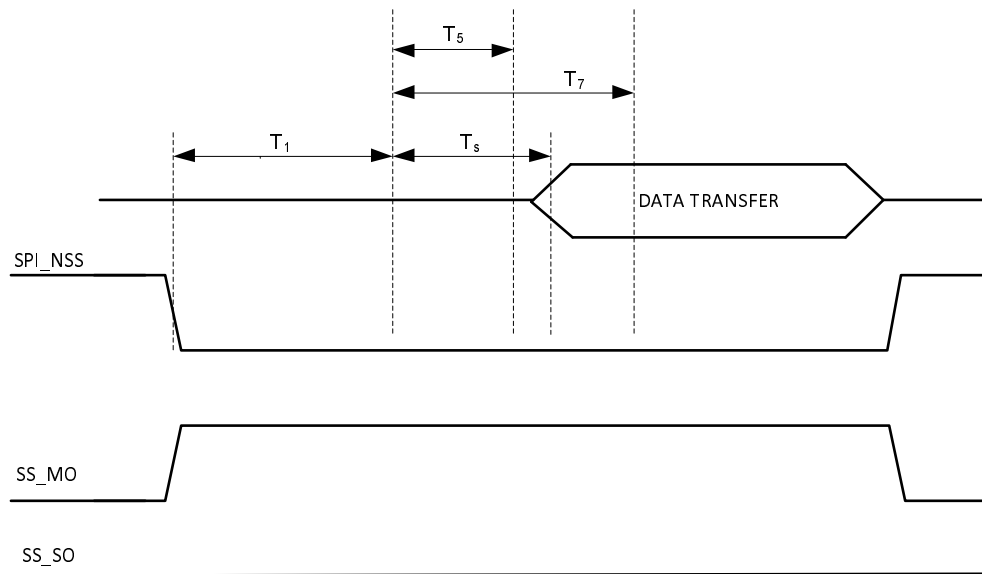 T5
T7
T1
Ts
DATA TRANSFER
SPI_NSS
SS_MO
SS_SO